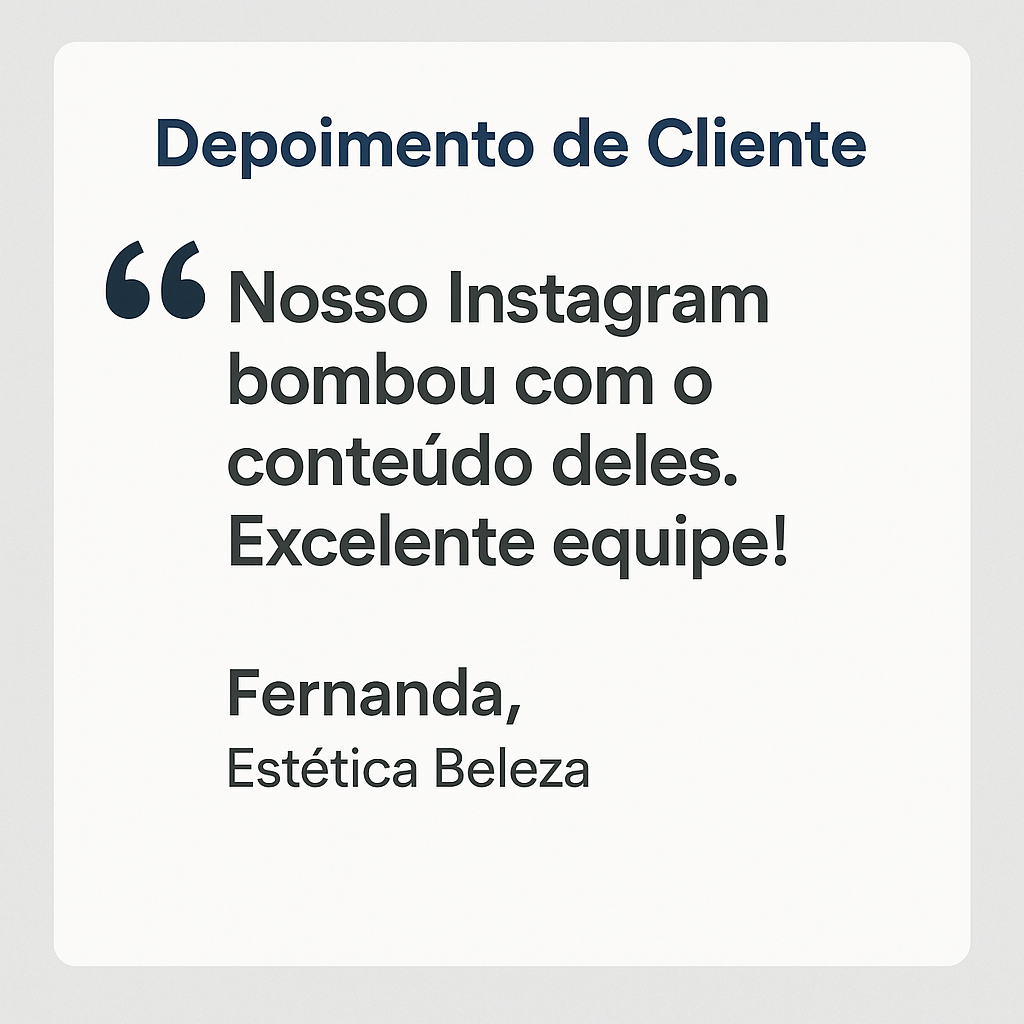 Depoimento de Cliente
“Nosso Instagram
bombou com o
conteúdo deles.
Excelente equipe!
Fernanda,
Estética Beleza